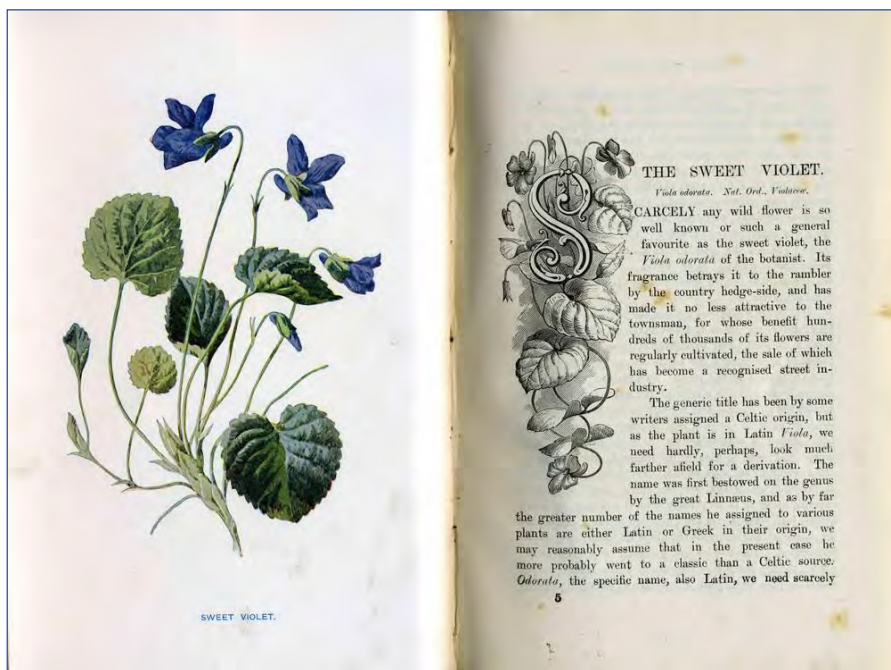 SWEET VIOLET.
THE SWEET VIOLET.
Viola odorata. Nat. Ord., Violaceæ.
SCARCELY any wild flower is so
well known or such a general
favourite as the sweet violet, the
Viola odorata of the botanist. Its
fragrance betrays it to the rambler
by the country hedge-side, and has
made it no less attractive to the
townsman, for whose benefit hun-
dreds of thousands of its flowers are
regularly cultivated, the sale of which
has become a recognised street in-
dustry.
The generic title has been by some
writers assigned a Celtic origin, but
as the plant is in Latin Viola, we
need hardly, perhaps, look much
farther afield for a derivation. The
name was first bestowed on the genus
by the great Linnæus, and as by far
the greater number of the names he assigned to various
plants are either Latin or Greek in their origin, we
may reasonably assume that in the present case he
more probably went to a classic than a Celtic source.
Odorata, the specific name, also Latin, we need scarcely
5